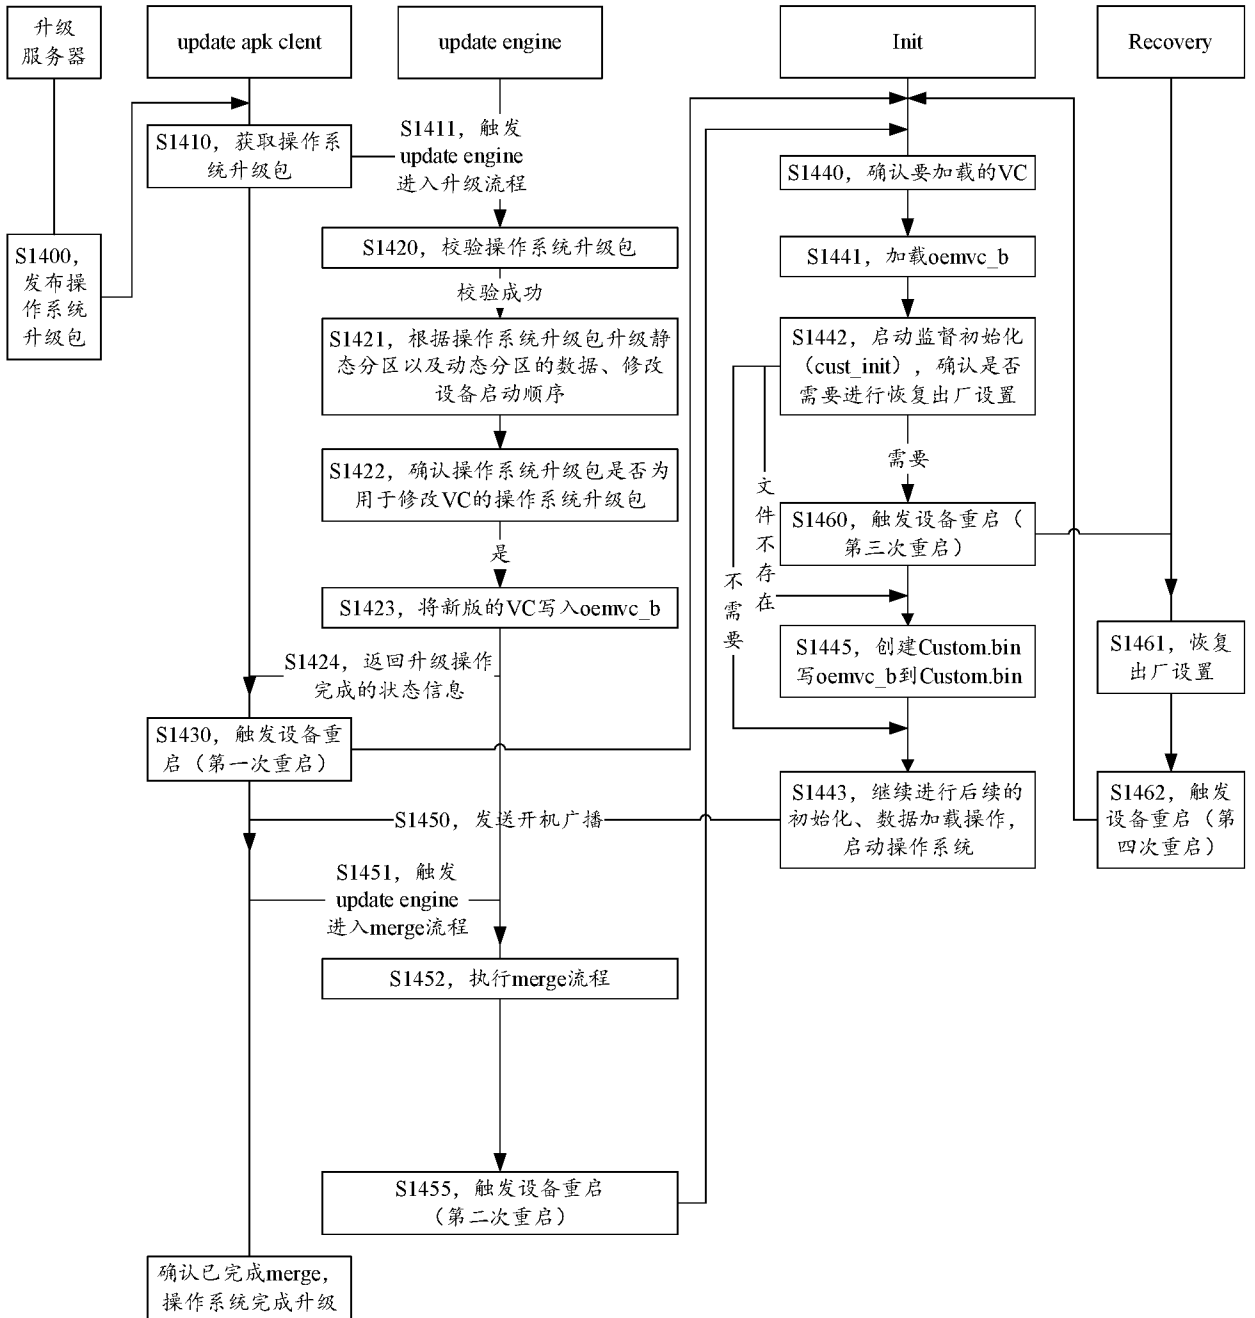 升级
服务器
update apk clent
update engine
Init
Recovery
S1400，
发布操
作系统
升级包
S1410，获取操作系
统升级包
S1411，触发
update engine
进入升级流程
S1420，校验操作系统升级包
校验成功
S1421，根据操作系统升级包升级静
态分区以及动态分区的数据、修改
设备启动顺序
S1422，确认操作系统升级包是否为
用于修改VC的操作系统升级包
是
S1423，将新版的VC写入oemvc_b
S1424，返回升级操作
完成的状态信息
S1430，触发设备重
启（第一次重启）
S1440，确认要加载的VC
S1441，加载oemvc_b
S1442，启动监督初始化
（cust_init），确认是否
需要进行恢复出厂设置
需要
文件不存在
不需要
S1460，触发设备重启（
第三次重启）
S1445，创建Custom.bin
写oemvc_b到Custom.bin
S1461，恢复
出厂设置
S1443，继续进行后续的
初始化、数据加载操作，
启动操作系统
S1462，触发
设备重启（第
四次重启）
S1450，发送开机广播
S1451，触发
update engine
进入merge流程
S1452，执行merge流程
S1455，触发设备重启
（第二次重启）
确认已完成merge，
操作系统完成升级